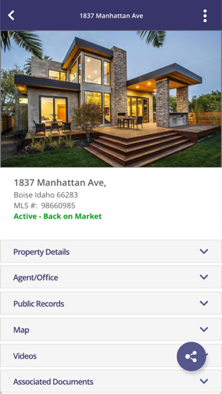 1837 Manhattan Ave
1837 Manhattan Ave,
Boise Idaho 66283
MLS #: 98660985
Active - Back on Market
Property Details
Agent/Office
Public Records
Map
Videos
Associated Documents